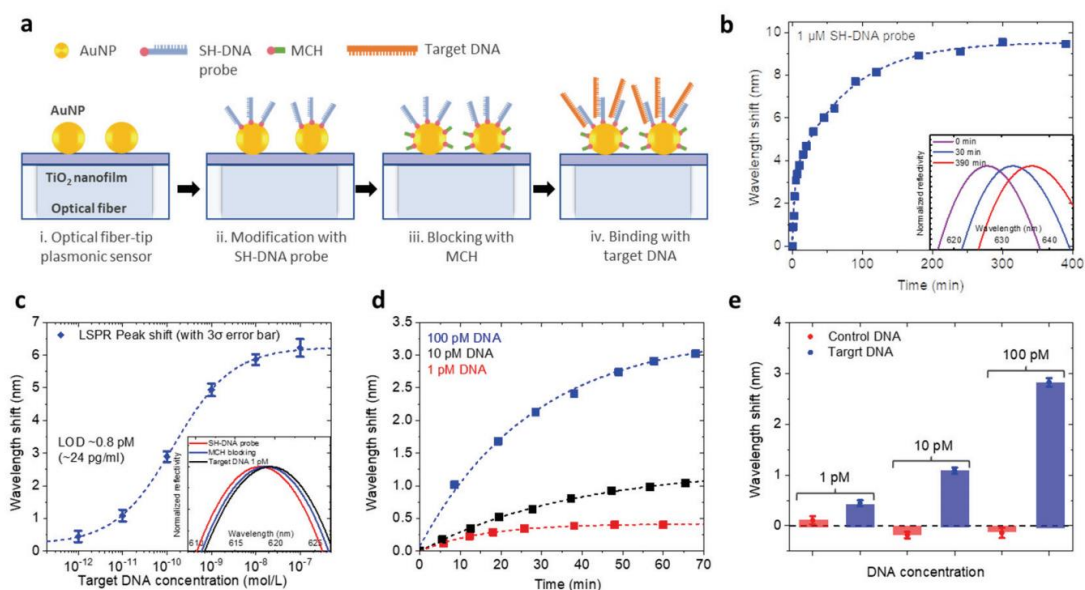 a
AuNP
SH-DNA
probe
MCH
Target DNA
AuNP
TiO2 nanofilm
Optical fiber
i. Optical fiber-tip
plasmonic sensor
ii. Modification with
SH-DNA probe
iii. Blocking with
MCH
iv. Binding with
target DNA
b
1 µM SH-DNA probe
Wavelength shift (nm)
10
8
6
4
2
0
0 100 200 300 400
Time (min)
0 min
30 min
390 min
Normalized reflectivity
Wavelength (nm)
620 630 640
c
LSPR Peak shift (with 3σ error bar)
Wavelength shift (nm)
7
6
5
4
3
2
1
0
LOD ~0.8 pM
(~24 pg/ml)
10-12 10-11 10-10 10-9 10-8 10-7
Target DNA concentration (mol/L)
SH-DNA probe
MCH blocking
Target DNA 1 pM
Normalized reflectivity
Wavelength (nm)
610 615 620 625
d
100 pM DNA
10 pM DNA
1 pM DNA
Wavelength shift (nm)
3.5
3.0
2.5
2.0
1.5
1.0
0.5
0.0
0 10 20 30 40 50 60 70
Time (min)
e
Control DNA
Targrt DNA
1 pM
10 pM
100 pM
Wavelength shift (nm)
4
3
2
1
0
DNA concentration